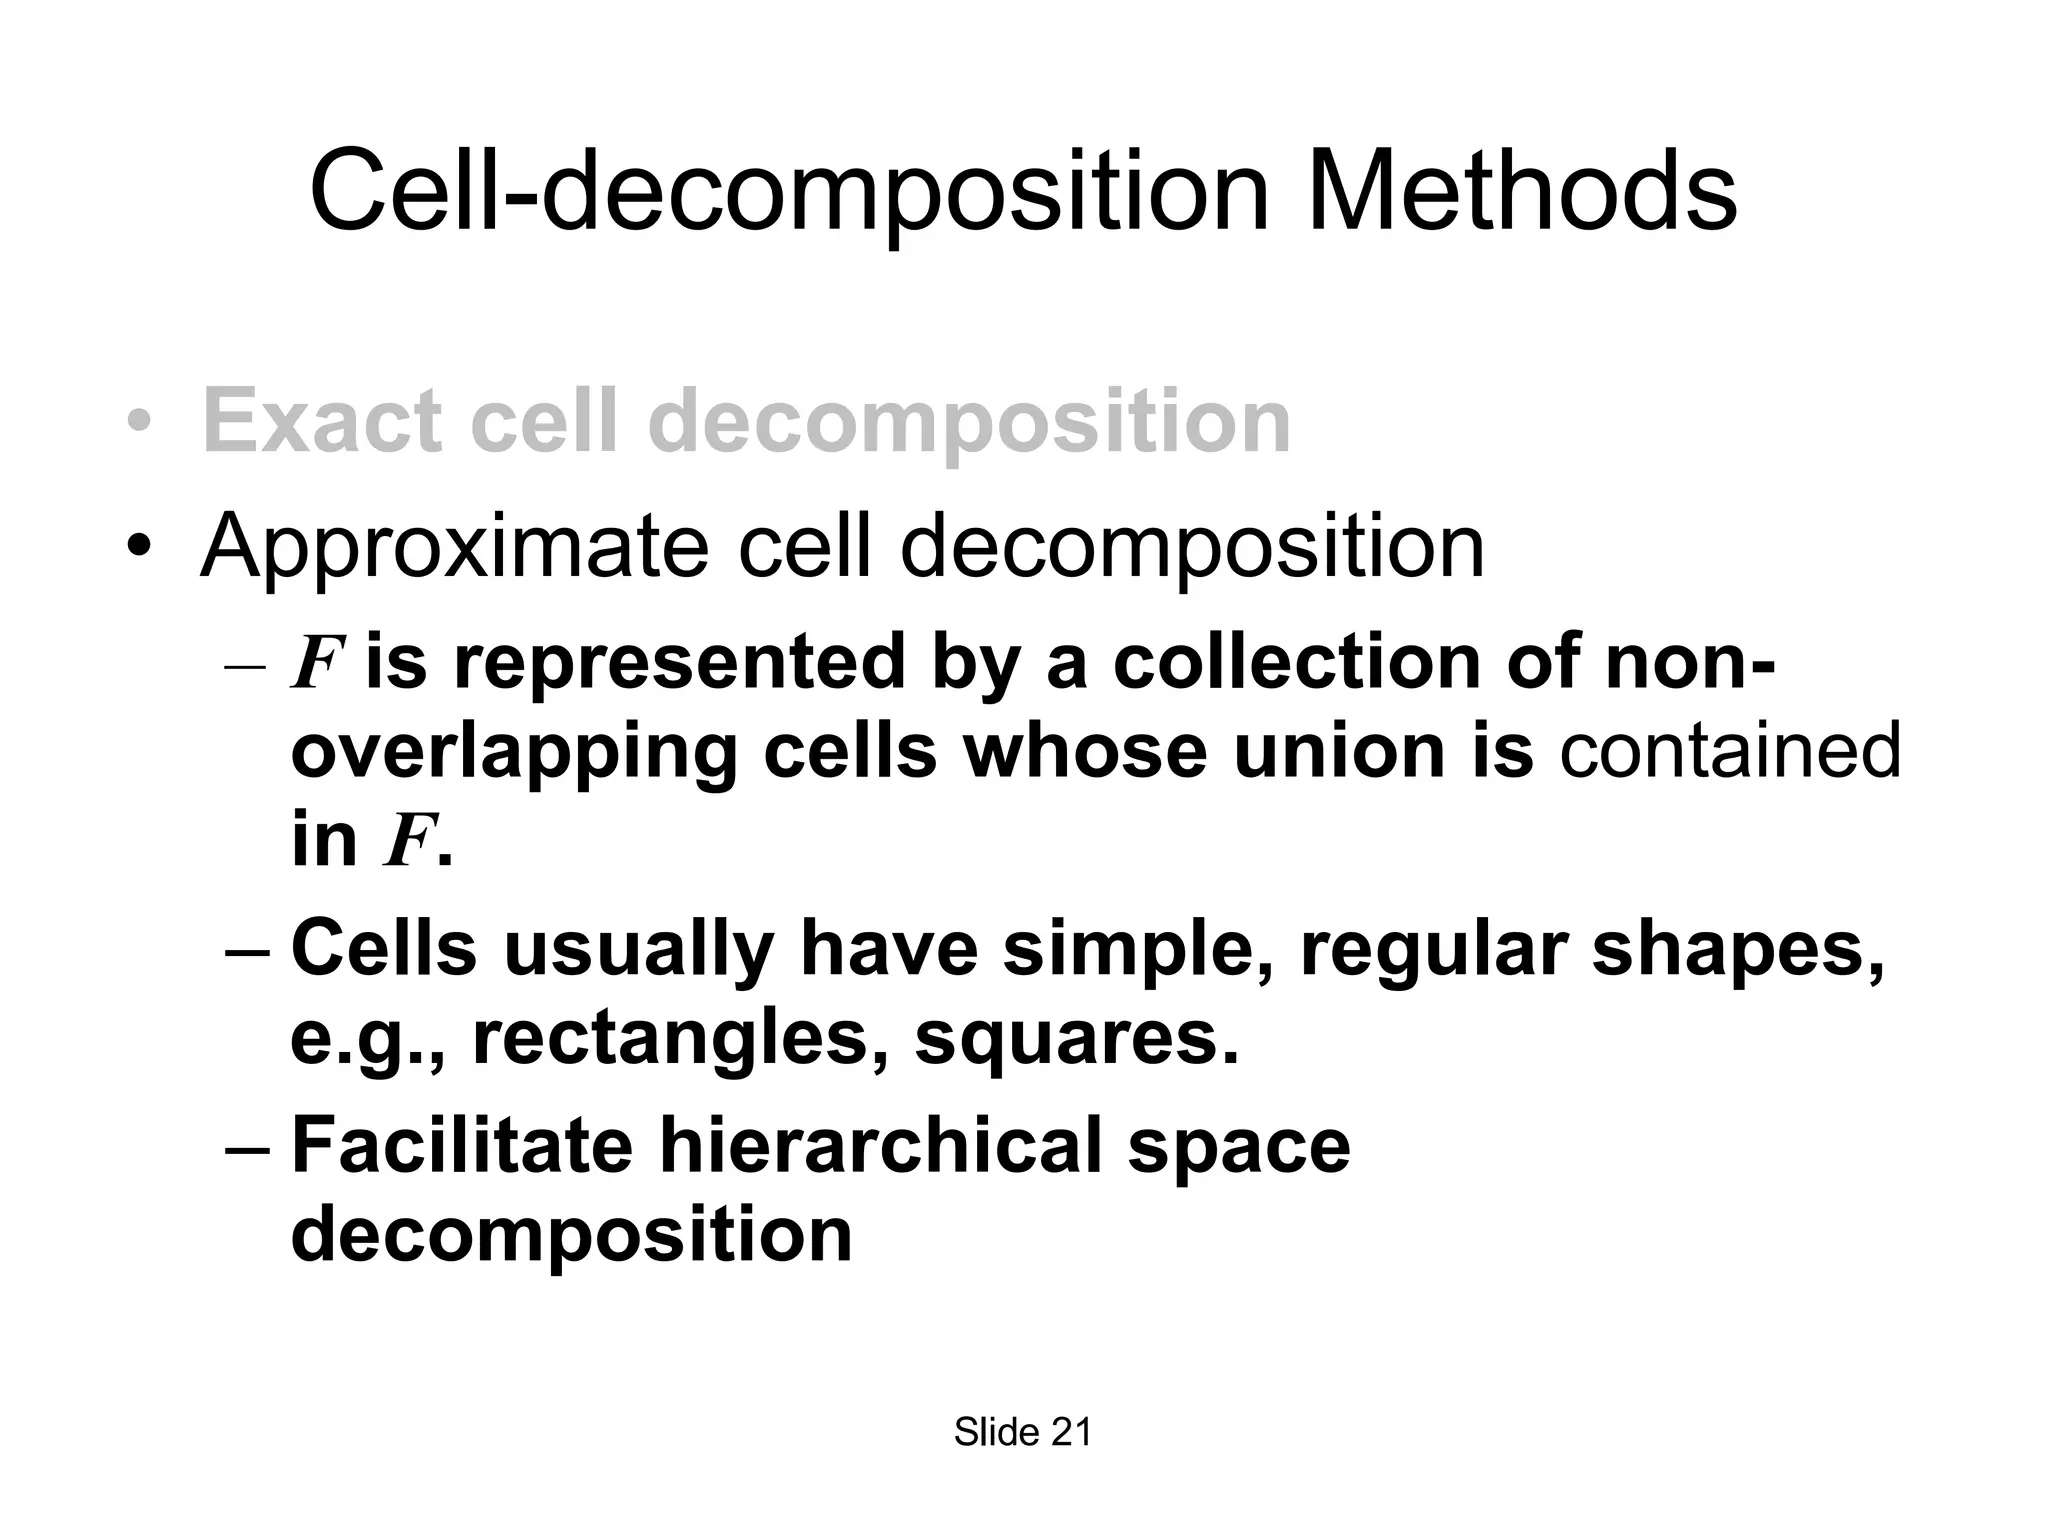 Cell-decomposition Methods
• Exact cell decomposition
• Approximate cell decomposition
– F is represented by a collection of non-
overlapping cells whose union is contained
in F.
– Cells usually have simple, regular shapes,
e.g., rectangles, squares.
– Facilitate hierarchical space
decomposition
Slide 21